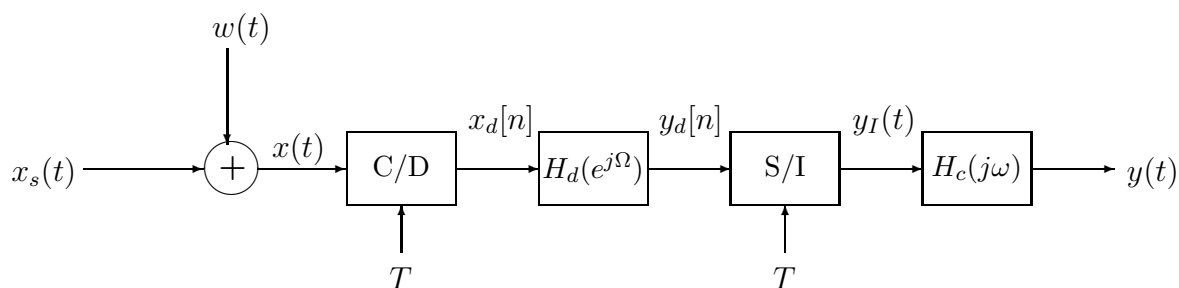 w(t)
x_s(t)
+
x(t)
C/D
x_d[n]
H_d(e^{jΩ})
y_d[n]
S/I
y_I(t)
H_c(jω)
y(t)
T
T